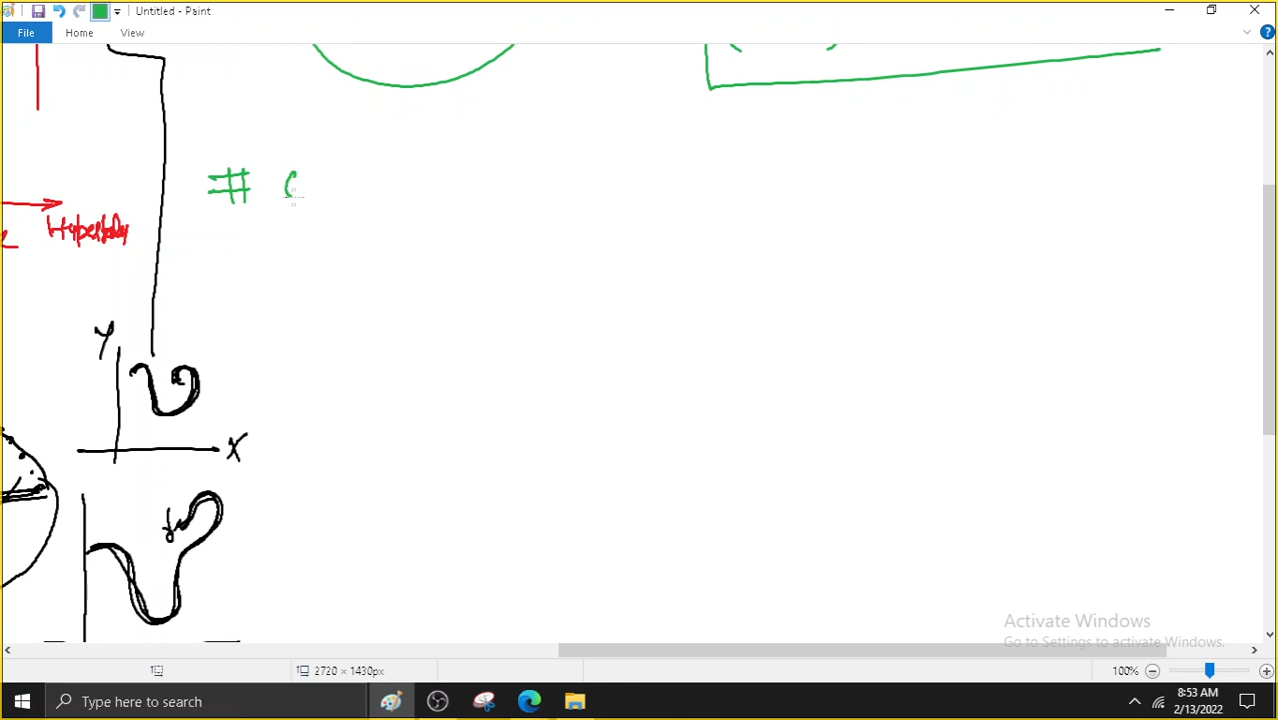 Untitled - Paint
File Home View
#
Hyperbola
Y
X
Activate Windows
Go to Settings to activate Windows.
2720 × 1430px
100%
Type here to search
8:53 AM
2/13/2022